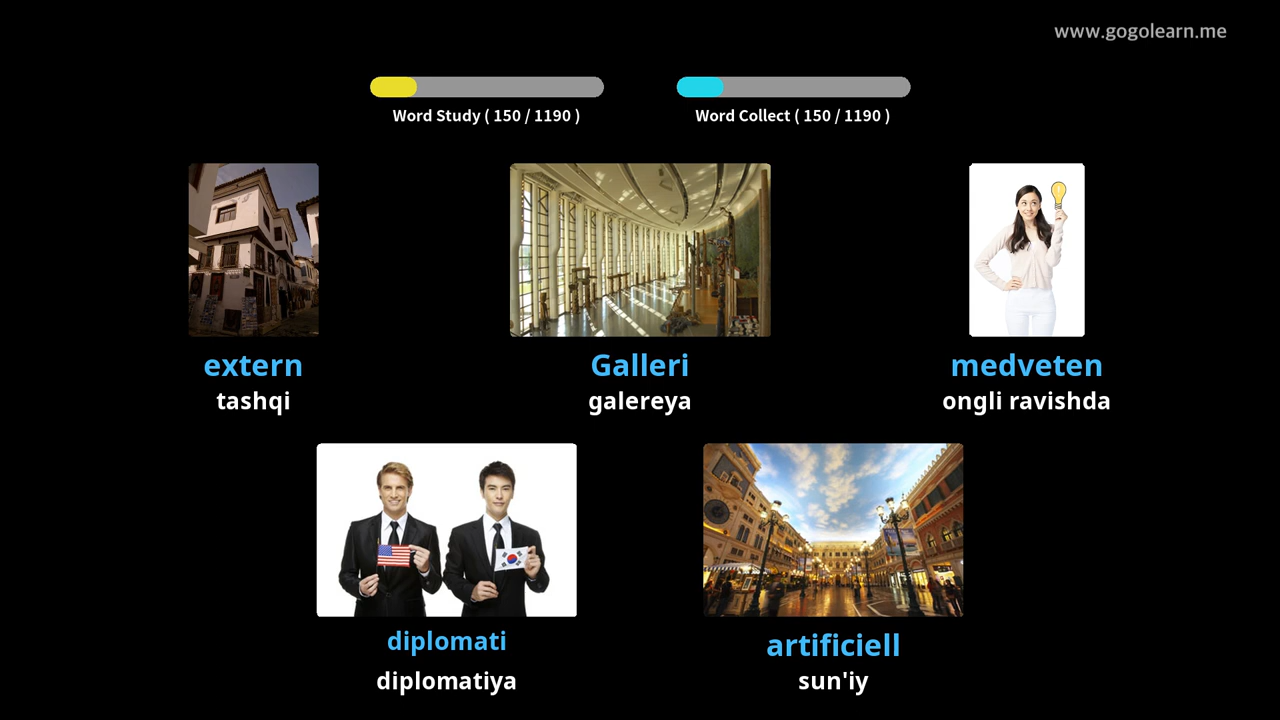 www.gogolearn.me
Word Study ( 150 / 1190 )
Word Collect ( 150 / 1190 )
extern
tashqi
Galleri
galereya
medveten
ongli ravishda
diplomati
diplomatiya
artificiell
sun'iy